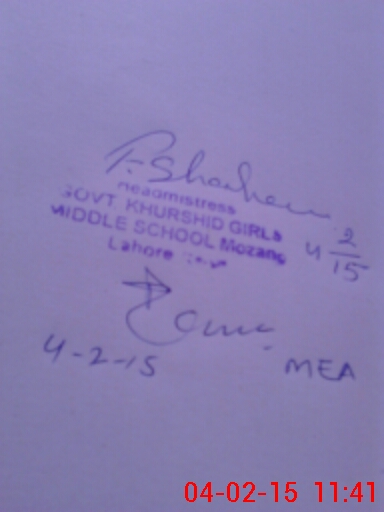 Headmistress
GOVT. KHURSHID GIRLS
MIDDLE SCHOOL Mozang
Lahore
4 2/15
4-2-15
MEA
04-02-15 11:41